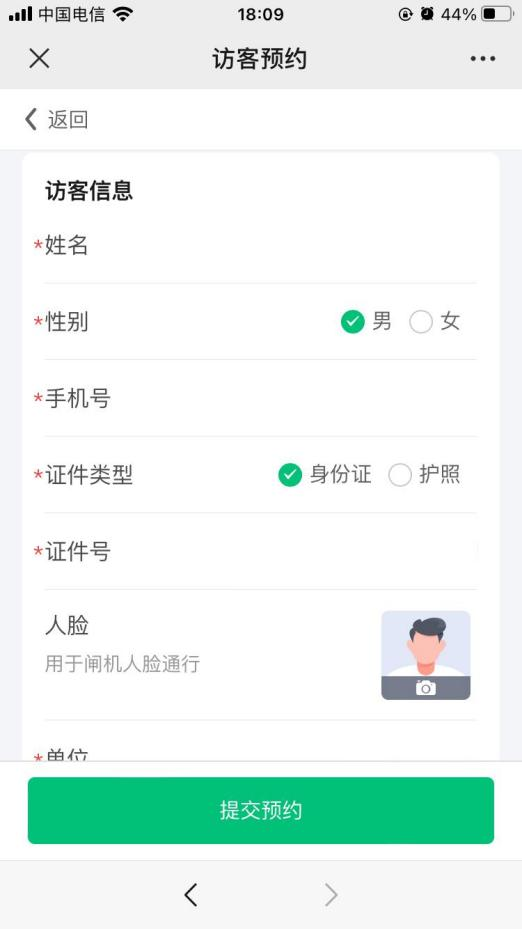 中国电信 18:09 44%
访客预约
返回
访客信息
*姓名
*性别 男 女
*手机号
*证件类型 身份证 护照
*证件号
人脸
用于闸机人脸通行
*单位
提交预约